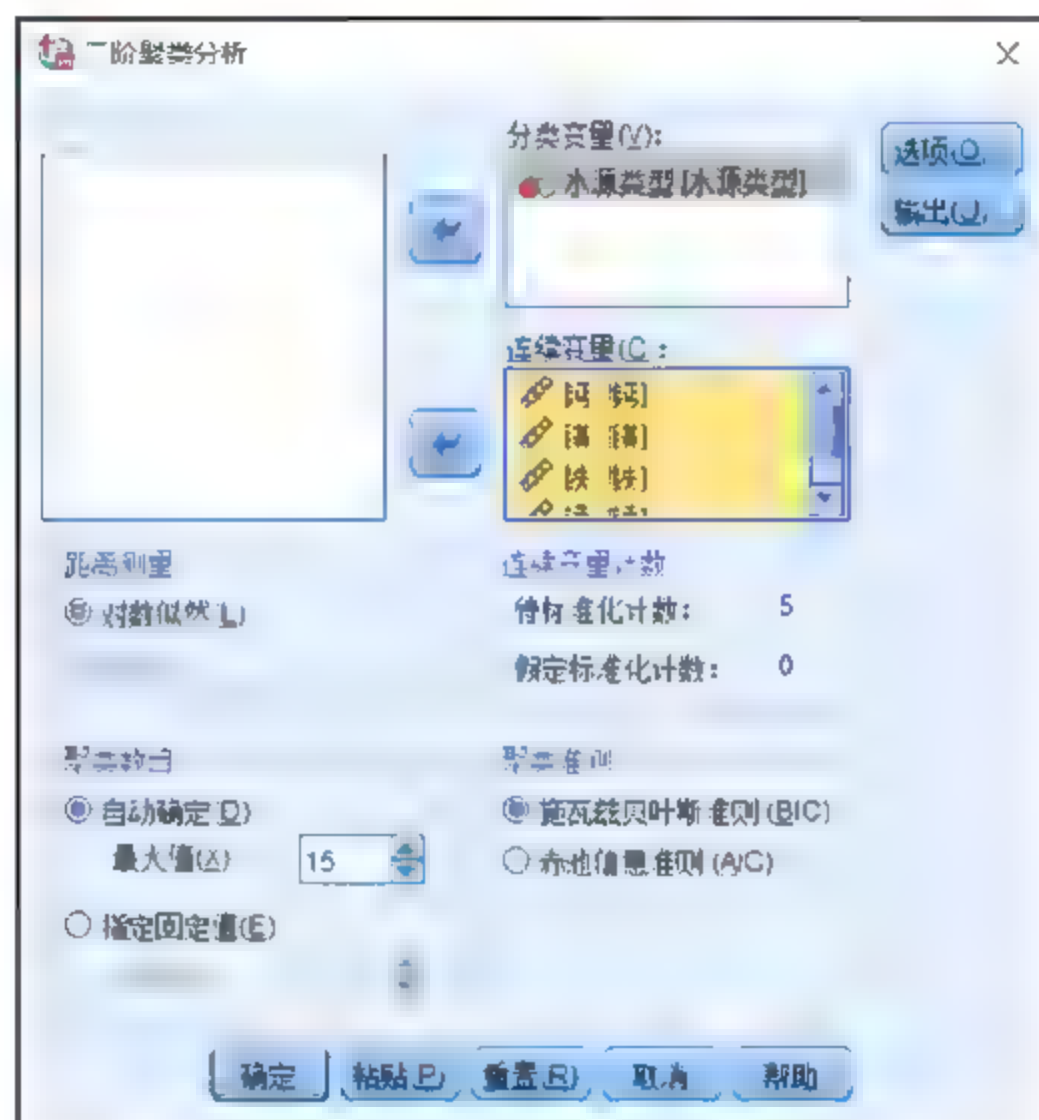 二阶聚类分析
分类变量(V):
水源类型 [水源类型]
选项(O)
输出(U)
连续变量(C):
[钙]
[镁]
[铁]
距离测量
对数似然(L)
连续变量计数
待标准化计数: 5
假定标准化计数: 0
聚类数目
自动确定(D)
最大值(X) 15
指定固定值(E)
聚类准则
施瓦兹贝叶斯准则(BIC)
赤池信息准则(AIC)
确定 粘贴(P) 重置(R) 取消 帮助